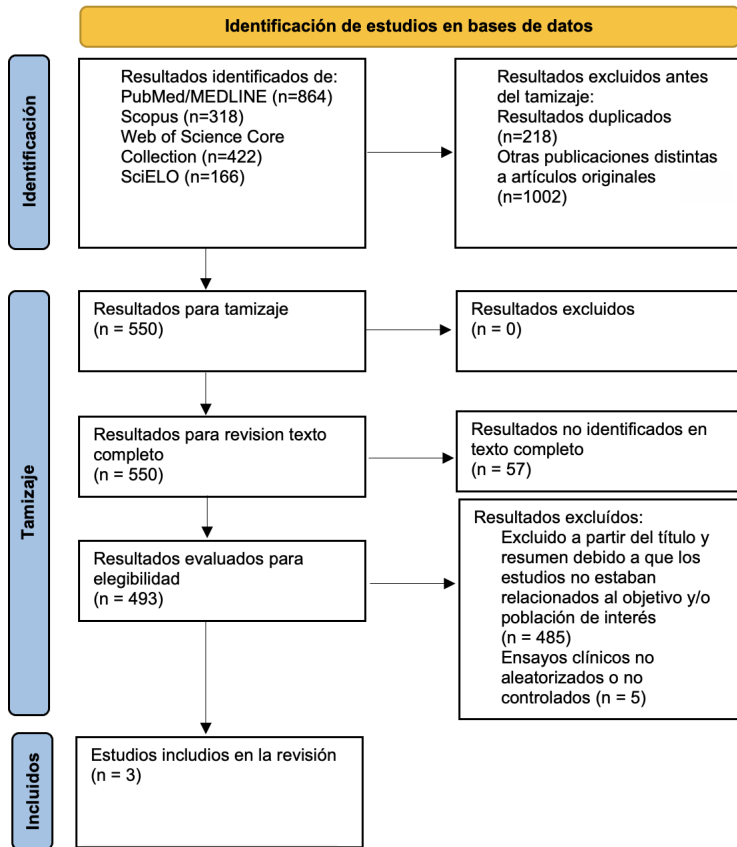 Identificación de estudios en bases de datos
Identificación
Resultados identificados de:
PubMed/MEDLINE (n=864)
Scopus (n=318)
Web of Science Core
Collection (n=422)
SciELO (n=166)
Resultados excluidos antes
del tamizaje:
Resultados duplicados
(n=218)
Otras publicaciones distintas
a artículos originales
(n=1002)
Tamizaje
Resultados para tamizaje
(n = 550)
Resultados excluidos
(n = 0)
Resultados para revision texto
completo
(n = 550)
Resultados no identificados en
texto completo
(n = 57)
Resultados evaluados para
elegibilidad
(n = 493)
Resultados excluídos:
Excluido a partir del título y
resumen debido a que los
estudios no estaban
relacionados al objetivo y/o
población de interés
(n = 485)
Ensayos clínicos no
aleatorizados o no
controlados (n = 5)
Incluidos
Estudios includios en la revisión
(n = 3)